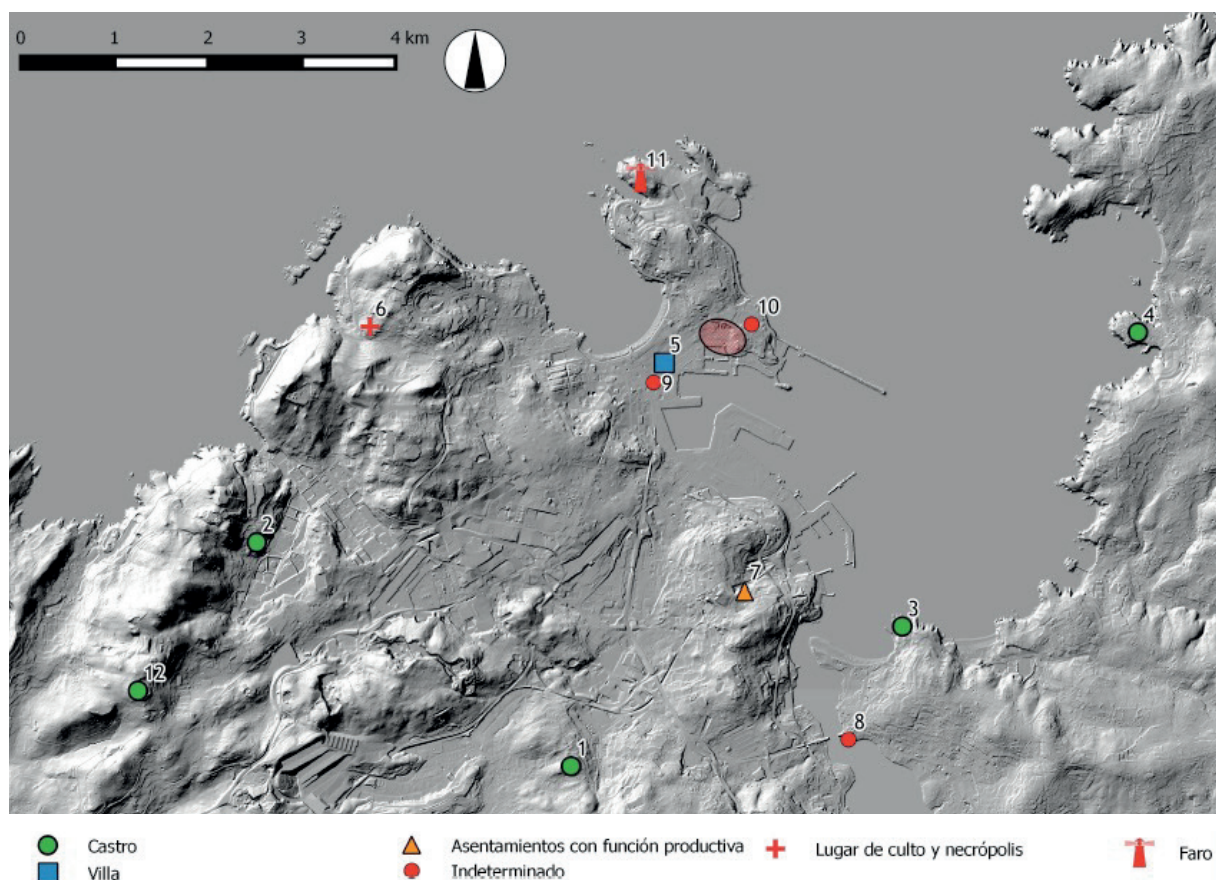 0 1 2 3 4 km
11
10
6
4
5
9
2
7
3
12
8
1
Castro
Asentamientos con función productiva
Lugar de culto y necrópolis
Faro
Villa
Indeterminado